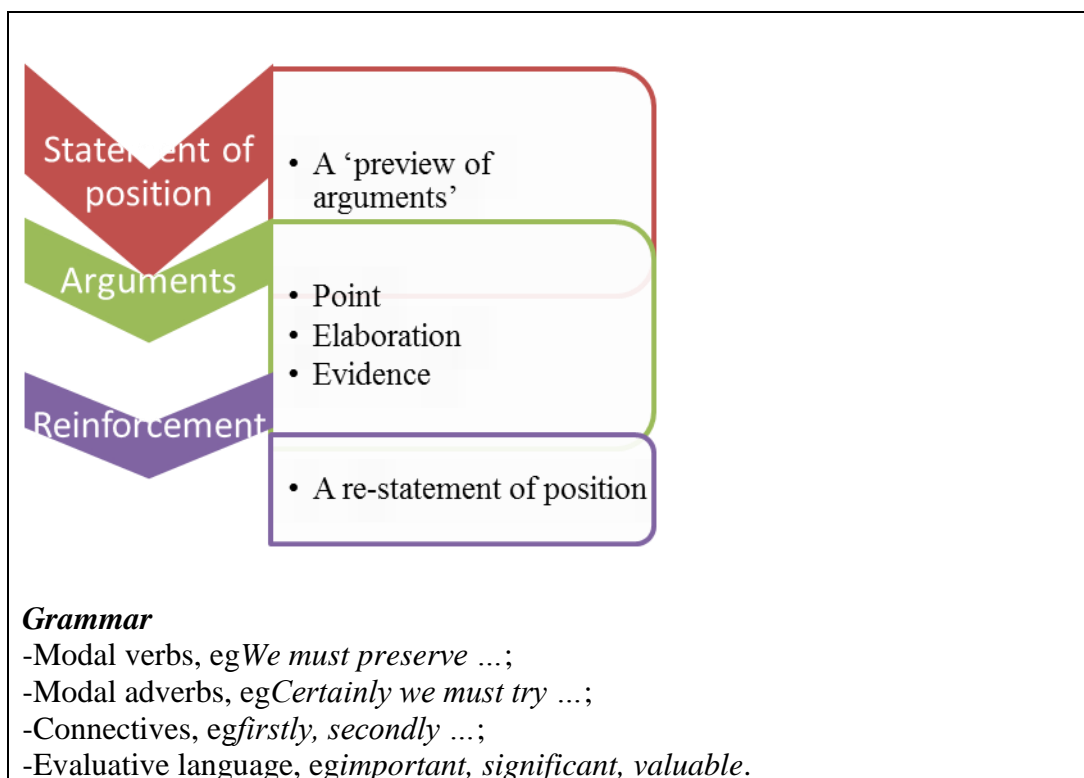 Statement of
position
• A ‘preview of
arguments’
Arguments
• Point
• Elaboration
• Evidence
Reinforcement
• A re-statement of position
Grammar
-Modal verbs, egWe must preserve …;
-Modal adverbs, egCertainly we must try …;
-Connectives, egfirstly, secondly …;
-Evaluative language, egimportant, significant, valuable.